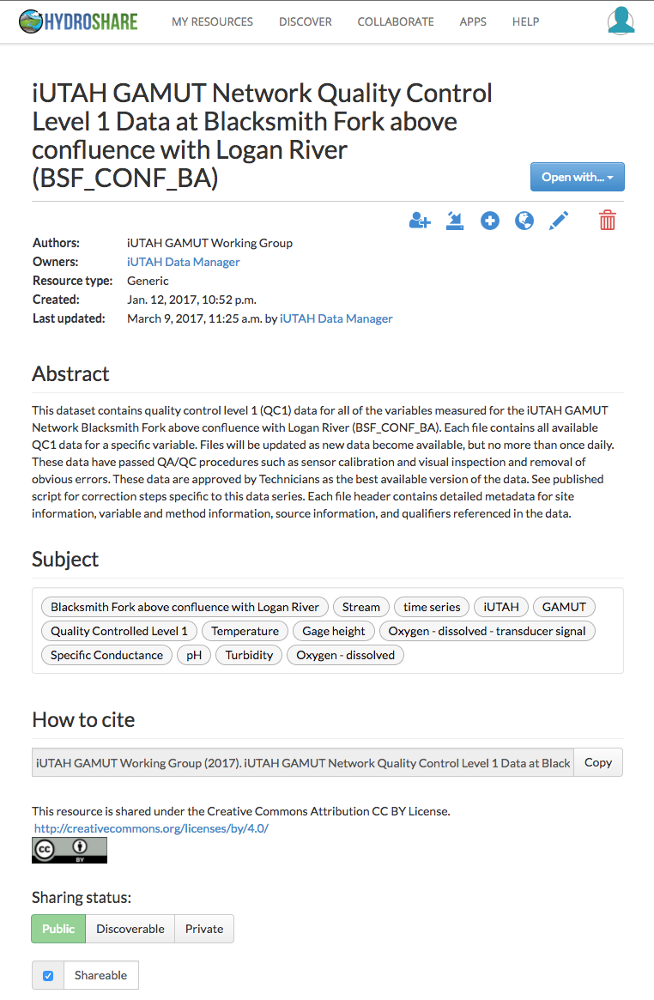 HYDROSHARE MY RESOURCES DISCOVER COLLABORATE APPS HELP
iUTAH GAMUT Network Quality Control
Level 1 Data at Blacksmith Fork above
confluence with Logan River
(BSF_CONF_BA)
Open with...
Authors: iUTAH GAMUT Working Group
Owners: iUTAH Data Manager
Resource type: Generic
Created: Jan. 12, 2017, 10:52 p.m.
Last updated: March 9, 2017, 11:25 a.m. by iUTAH Data Manager
Abstract
This dataset contains quality control level 1 (QC1) data for all of the variables measured for the iUTAH GAMUT
Network Blacksmith Fork above confluence with Logan River (BSF_CONF_BA). Each file contains all available
QC1 data for a specific variable. Files will be updated as new data become available, but no more than once daily.
These data have passed QA/QC procedures such as sensor calibration and visual inspection and removal of
obvious errors. These data are approved by Technicians as the best available version of the data. See published
script for correction steps specific to this data series. Each file header contains detailed metadata for site
information, variable and method information, source information, and qualifiers referenced in the data.
Subject
Blacksmith Fork above confluence with Logan River Stream time series iUTAH GAMUT
Quality Controlled Level 1 Temperature Gage height Oxygen - dissolved - transducer signal
Specific Conductance pH Turbidity Oxygen - dissolved
How to cite
iUTAH GAMUT Working Group (2017). iUTAH GAMUT Network Quality Control Level 1 Data at Black Copy
This resource is shared under the Creative Commons Attribution CC BY License.
http://creativecommons.org/licenses/by/4.0/
cc BY
Sharing status:
Public Discoverable Private
Shareable